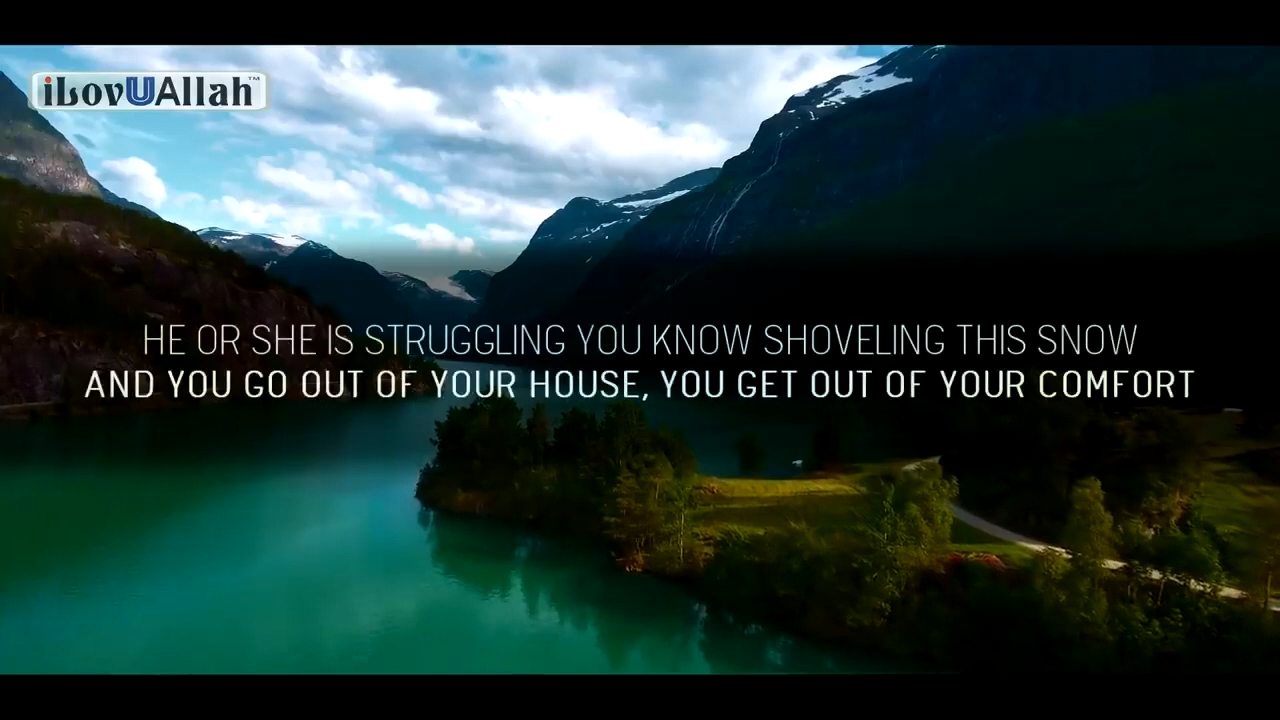 iLovUAllah™
HE OR SHE IS STRUGGLING YOU KNOW SHOVELING THIS SNOW
AND YOU GO OUT OF YOUR HOUSE, YOU GET OUT OF YOUR COMFORT